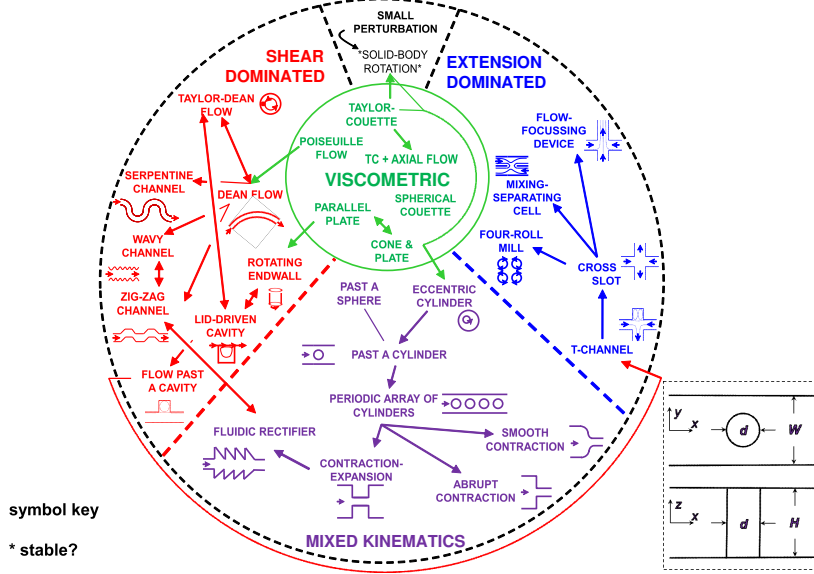 SMALL
PERTURBATION
*SOLID-BODY
ROTATION*
SHEAR
DOMINATED
EXTENSION
DOMINATED
TAYLOR-DEAN
FLOW
SERPENTINE
CHANNEL
DEAN FLOW
WAVY
CHANNEL
ZIG-ZAG
CHANNEL
ROTATING
ENDWALL
LID-DRIVEN
CAVITY
FLOW PAST
A CAVITY
TAYLOR-
COUETTE
POISEUILLE
FLOW
TC + AXIAL FLOW
VISCOMETRIC
PARALLEL
PLATE
SPHERICAL
COUETTE
CONE &
PLATE
FLOW-
FOCUSSING
DEVICE
MIXING-
SEPARATING
CELL
FOUR-ROLL
MILL
CROSS
SLOT
T-CHANNEL
PAST A
SPHERE
ECCENTRIC
CYLINDER
PAST A CYLINDER
PERIODIC ARRAY OF
CYLINDERS
FLUIDIC RECTIFIER
SMOOTH
CONTRACTION
CONTRACTION-
EXPANSION
ABRUPT
CONTRACTION
MIXED KINEMATICS
symbol key
* stable?
y
x
d
W
z
x
d
H